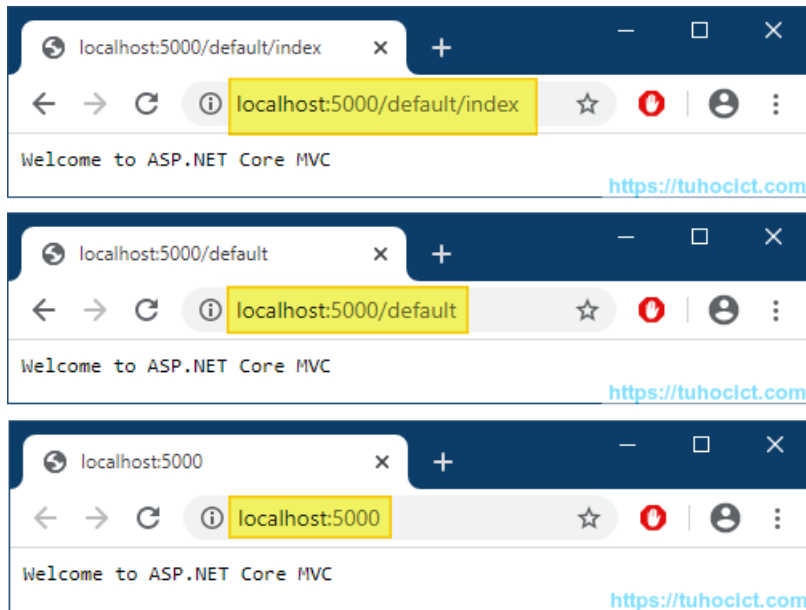 localhost:5000/default/index
localhost:5000/default/index
Welcome to ASP.NET Core MVC
https://tuhocict.com
localhost:5000/default
localhost:5000/default
Welcome to ASP.NET Core MVC
https://tuhocict.com
localhost:5000
localhost:5000
Welcome to ASP.NET Core MVC
https://tuhocict.com